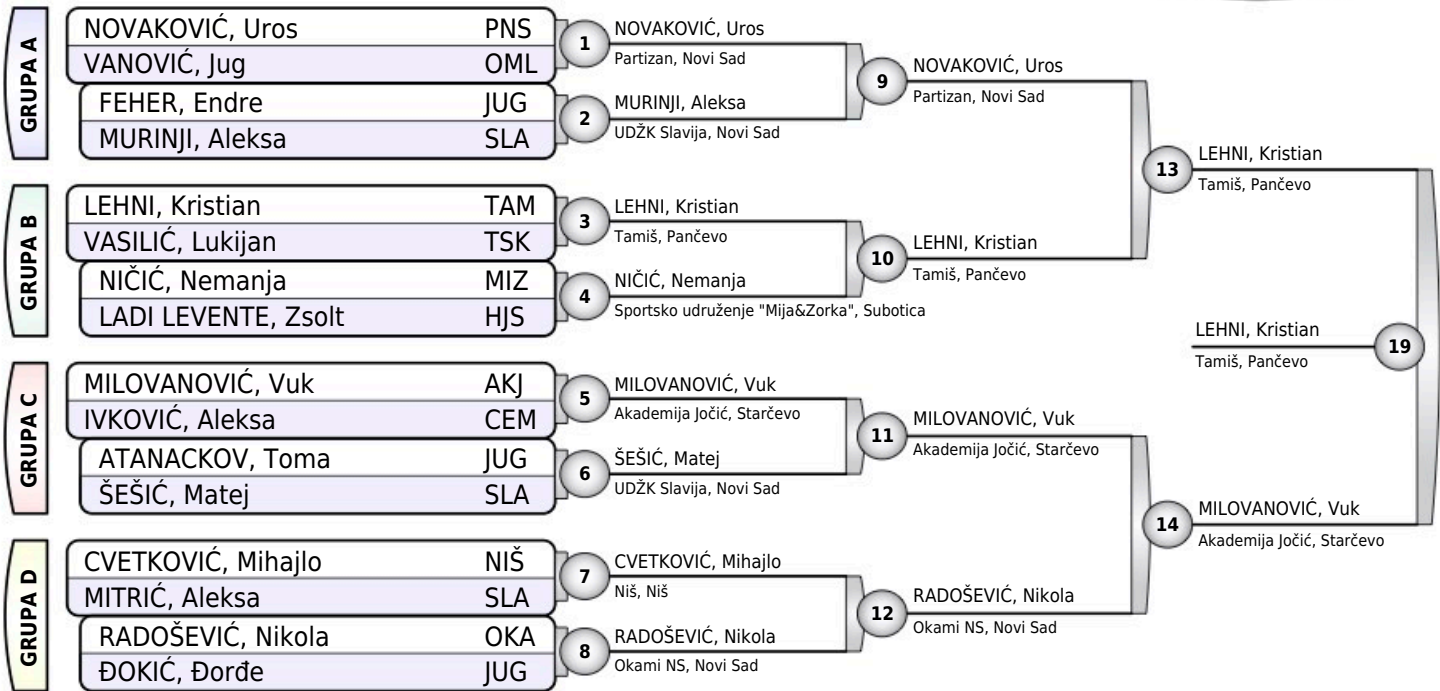 GRUPA A
NOVAKOVIĆ, Uros PNS
VANOVIĆ, Jug OML
FEHER, Endre JUG
MURINJI, Aleksa SLA
GRUPA B
LEHNI, Kristian TAM
VASILIĆ, Lukijan TSK
NIČIĆ, Nemanja MIZ
LADI LEVENTE, Zsolt HJS
GRUPA C
MILOVANOVIĆ, Vuk AKJ
IVKOVIĆ, Aleksa CEM
ATANACKOV, Toma JUG
ŠEŠIĆ, Matej SLA
GRUPA D
CVETKOVIĆ, Mihajlo NIŠ
MITRIĆ, Aleksa SLA
RADOŠEVIĆ, Nikola OKA
ĐOKIĆ, Đorđe JUG
1
NOVAKOVIĆ, Uros
Partizan, Novi Sad
2
MURINJI, Aleksa
UDŽK Slavija, Novi Sad
3
LEHNI, Kristian
Tamiš, Pančevo
4
NIČIĆ, Nemanja
Sportsko udruženje "Mija&Zorka", Subotica
5
MILOVANOVIĆ, Vuk
Akademija Jočić, Starčevo
6
ŠEŠIĆ, Matej
UDŽK Slavija, Novi Sad
7
CVETKOVIĆ, Mihajlo
Niš, Niš
8
RADOŠEVIĆ, Nikola
Okami NS, Novi Sad
9
NOVAKOVIĆ, Uros
Partizan, Novi Sad
10
LEHNI, Kristian
Tamiš, Pančevo
11
MILOVANOVIĆ, Vuk
Akademija Jočić, Starčevo
12
RADOŠEVIĆ, Nikola
Okami NS, Novi Sad
13
LEHNI, Kristian
Tamiš, Pančevo
14
MILOVANOVIĆ, Vuk
Akademija Jočić, Starčevo
LEHNI, Kristian
Tamiš, Pančevo
19